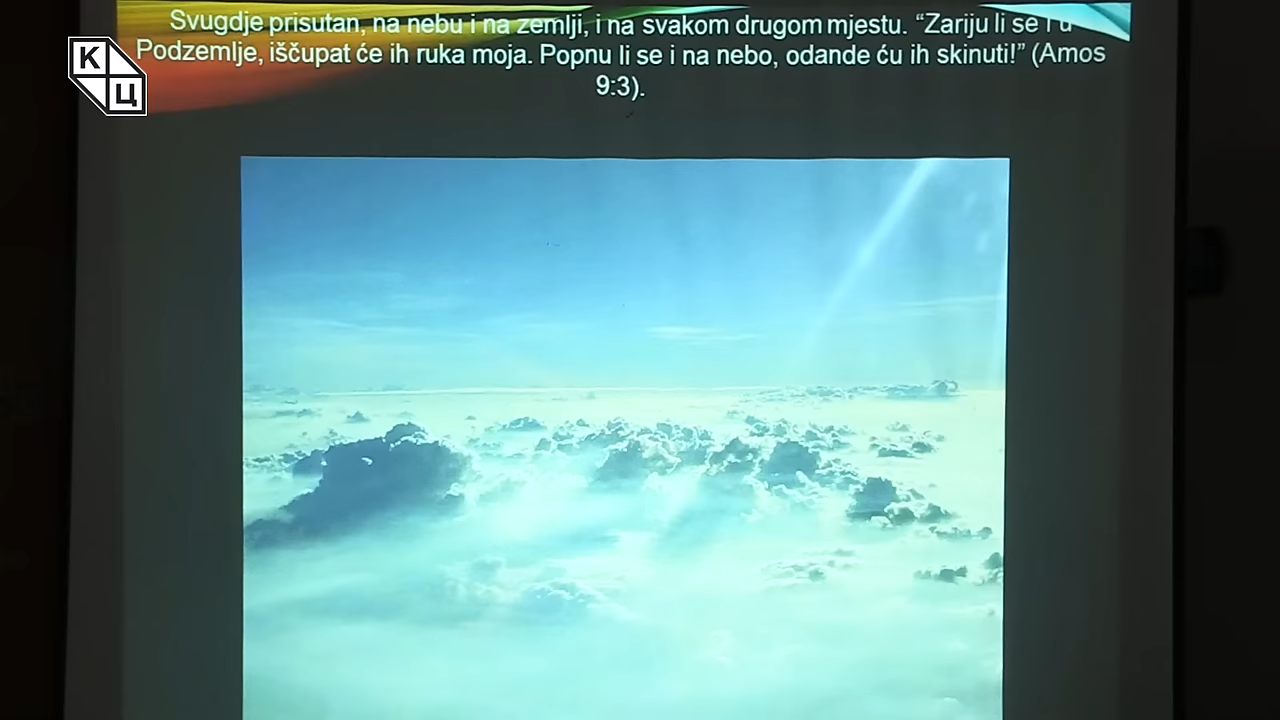 Svugdje prisutan, na nebu i na zemlji, i na svakom drugom mjestu. “Zariju li se i u
Podzemlje, iščupat će ih ruka moja. Popnu li se i na nebo, odande ću ih skinuti!” (Amos
9:3).
К
Ц